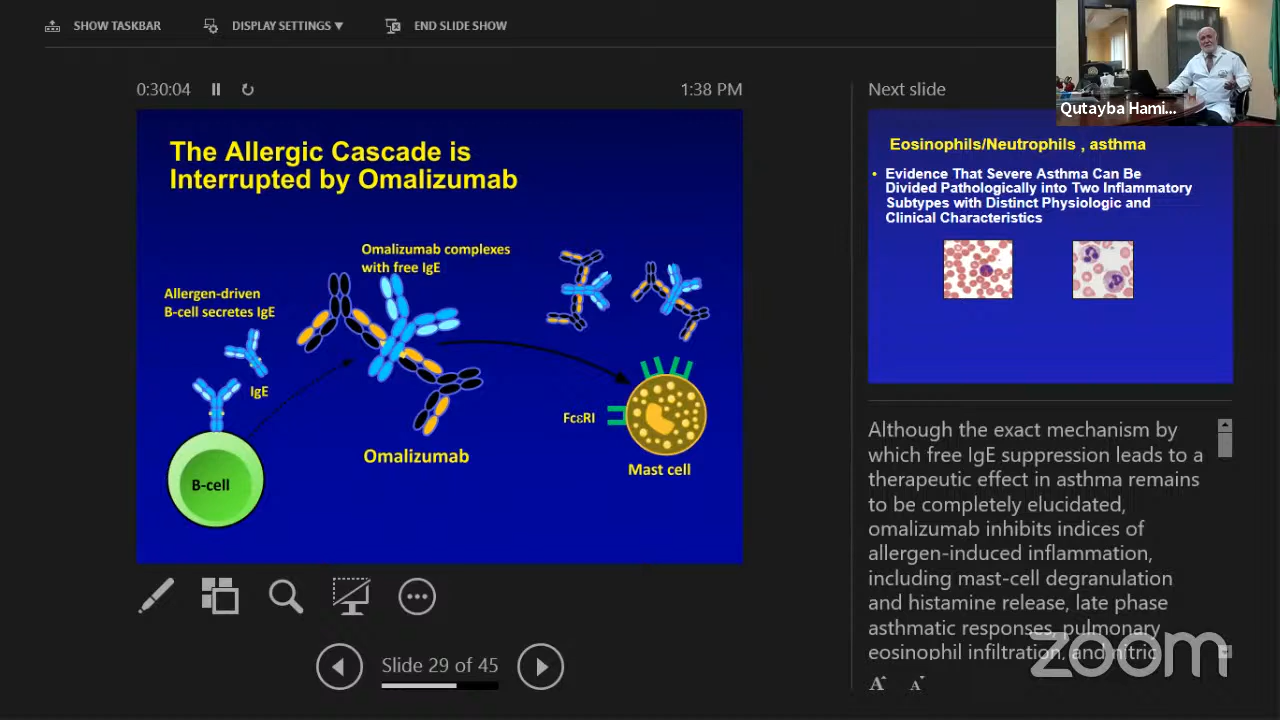 SHOW TASKBAR
DISPLAY SETTINGS ▼
END SLIDE SHOW
0:30:04
1:38 PM
The Allergic Cascade is
Interrupted by Omalizumab
Omalizumab complexes
with free IgE
Allergen-driven
B-cell secretes IgE
IgE
B-cell
Omalizumab
FcεRI
Mast cell
Slide 29 of 45
Next slide
Qutayba Hami...
Eosinophils/Neutrophils , asthma
• Evidence That Severe Asthma Can Be
Divided Pathologically into Two Inflammatory
Subtypes with Distinct Physiologic and
Clinical Characteristics
Although the exact mechanism by
which free IgE suppression leads to a
therapeutic effect in asthma remains
to be completely elucidated,
omalizumab inhibits indices of
allergen-induced inflammation,
including mast-cell degranulation
and histamine release, late phase
asthmatic responses, pulmonary
eosinophil infiltration, and nitric
zoom
A A